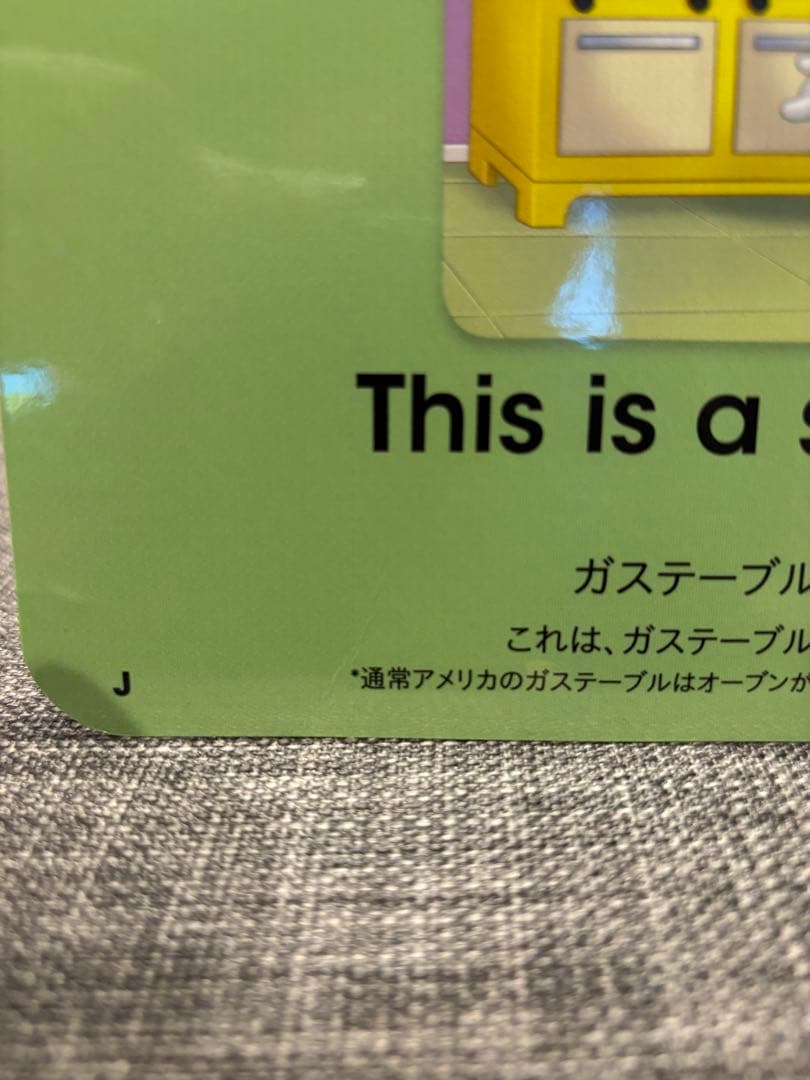 This is a
ガステーブル
これは、ガステーブル
*通常アメリカのガステーブルはオーブンが
J